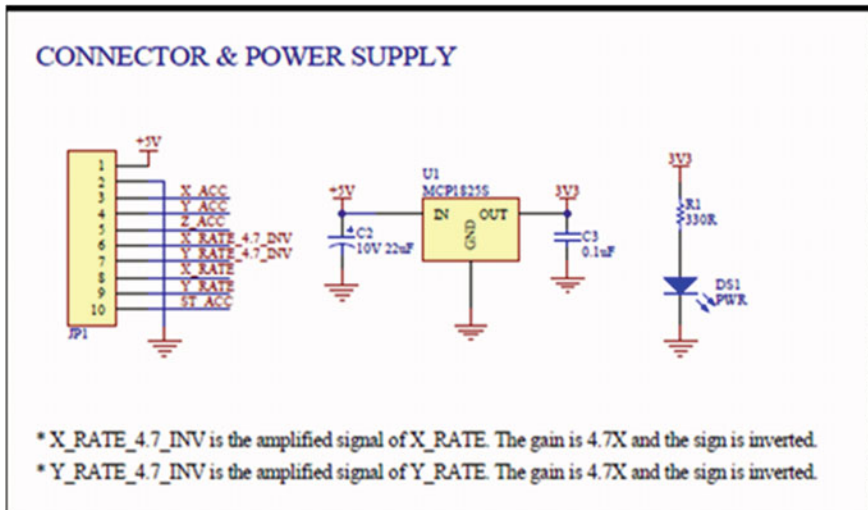 CONNECTOR & POWER SUPPLY
+5V
1
2
3 X_ACC
4 Y_ACC
5 Z_ACC
6 X_RATE_4.7_INV
7 Y_RATE_4.7_INV
8 X_RATE
9 Y_RATE
10 ST_ACC
JP1
+5V
C2
10V 22uF
U1
MCP1825S
IN OUT
GND
3V3
C3
0.1uF
3V3
R1
330R
DS1
PWR
* X_RATE_4.7_INV is the amplified signal of X_RATE. The gain is 4.7X and the sign is inverted.
* Y_RATE_4.7_INV is the amplified signal of Y_RATE. The gain is 4.7X and the sign is inverted.